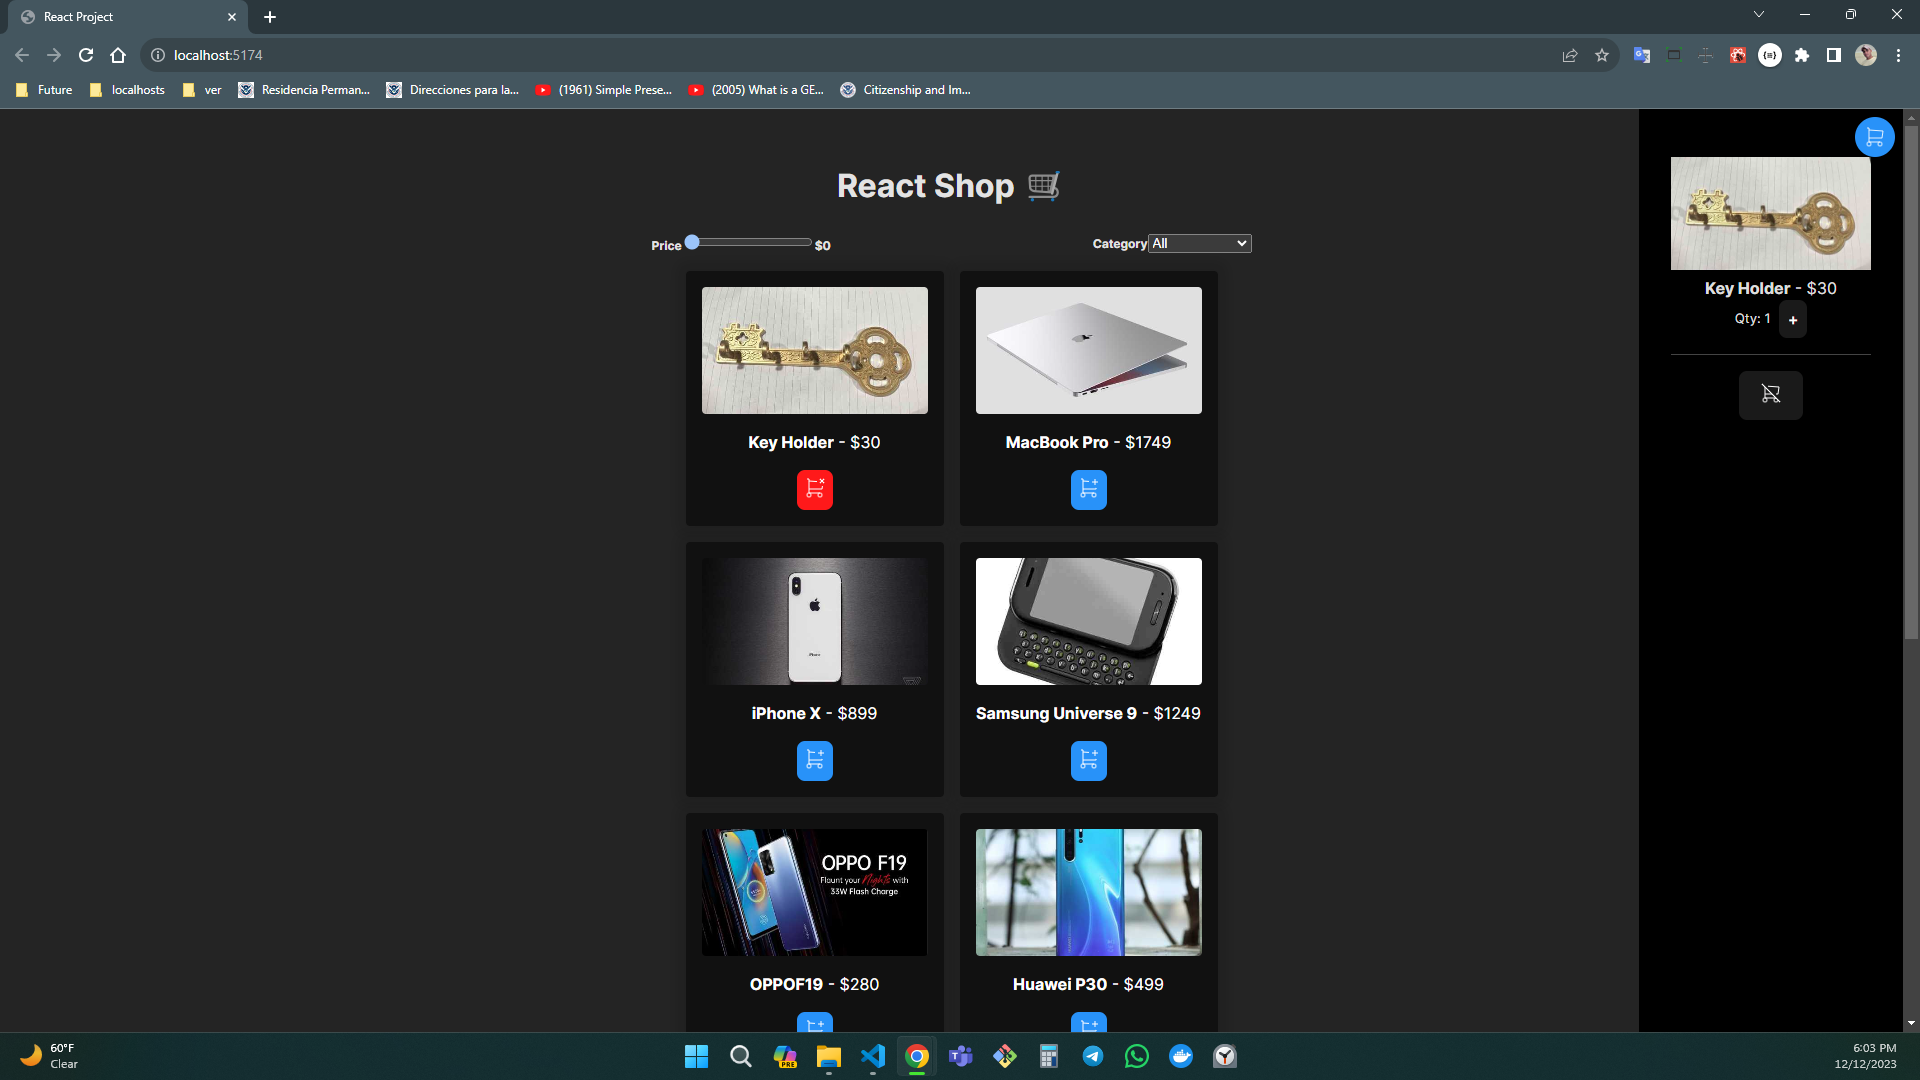 React Project
localhost:5174
Future
localhosts
ver
Residencia Perman...
Direcciones para la...
(1961) Simple Prese...
(2005) What is a GE...
Citizenship and Im...
React Shop
Price
$0
Category
All
Key Holder - $30
MacBook Pro - $1749
iPhone X - $899
Samsung Universe 9 - $1249
OPPO F19
Flount your Nights with
33W Flash Charge
OPPOF19 - $280
Huawei P30 - $499
Key Holder - $30
Qty: 1
+
60°F
Clear
PRE
6:03 PM
12/12/2023